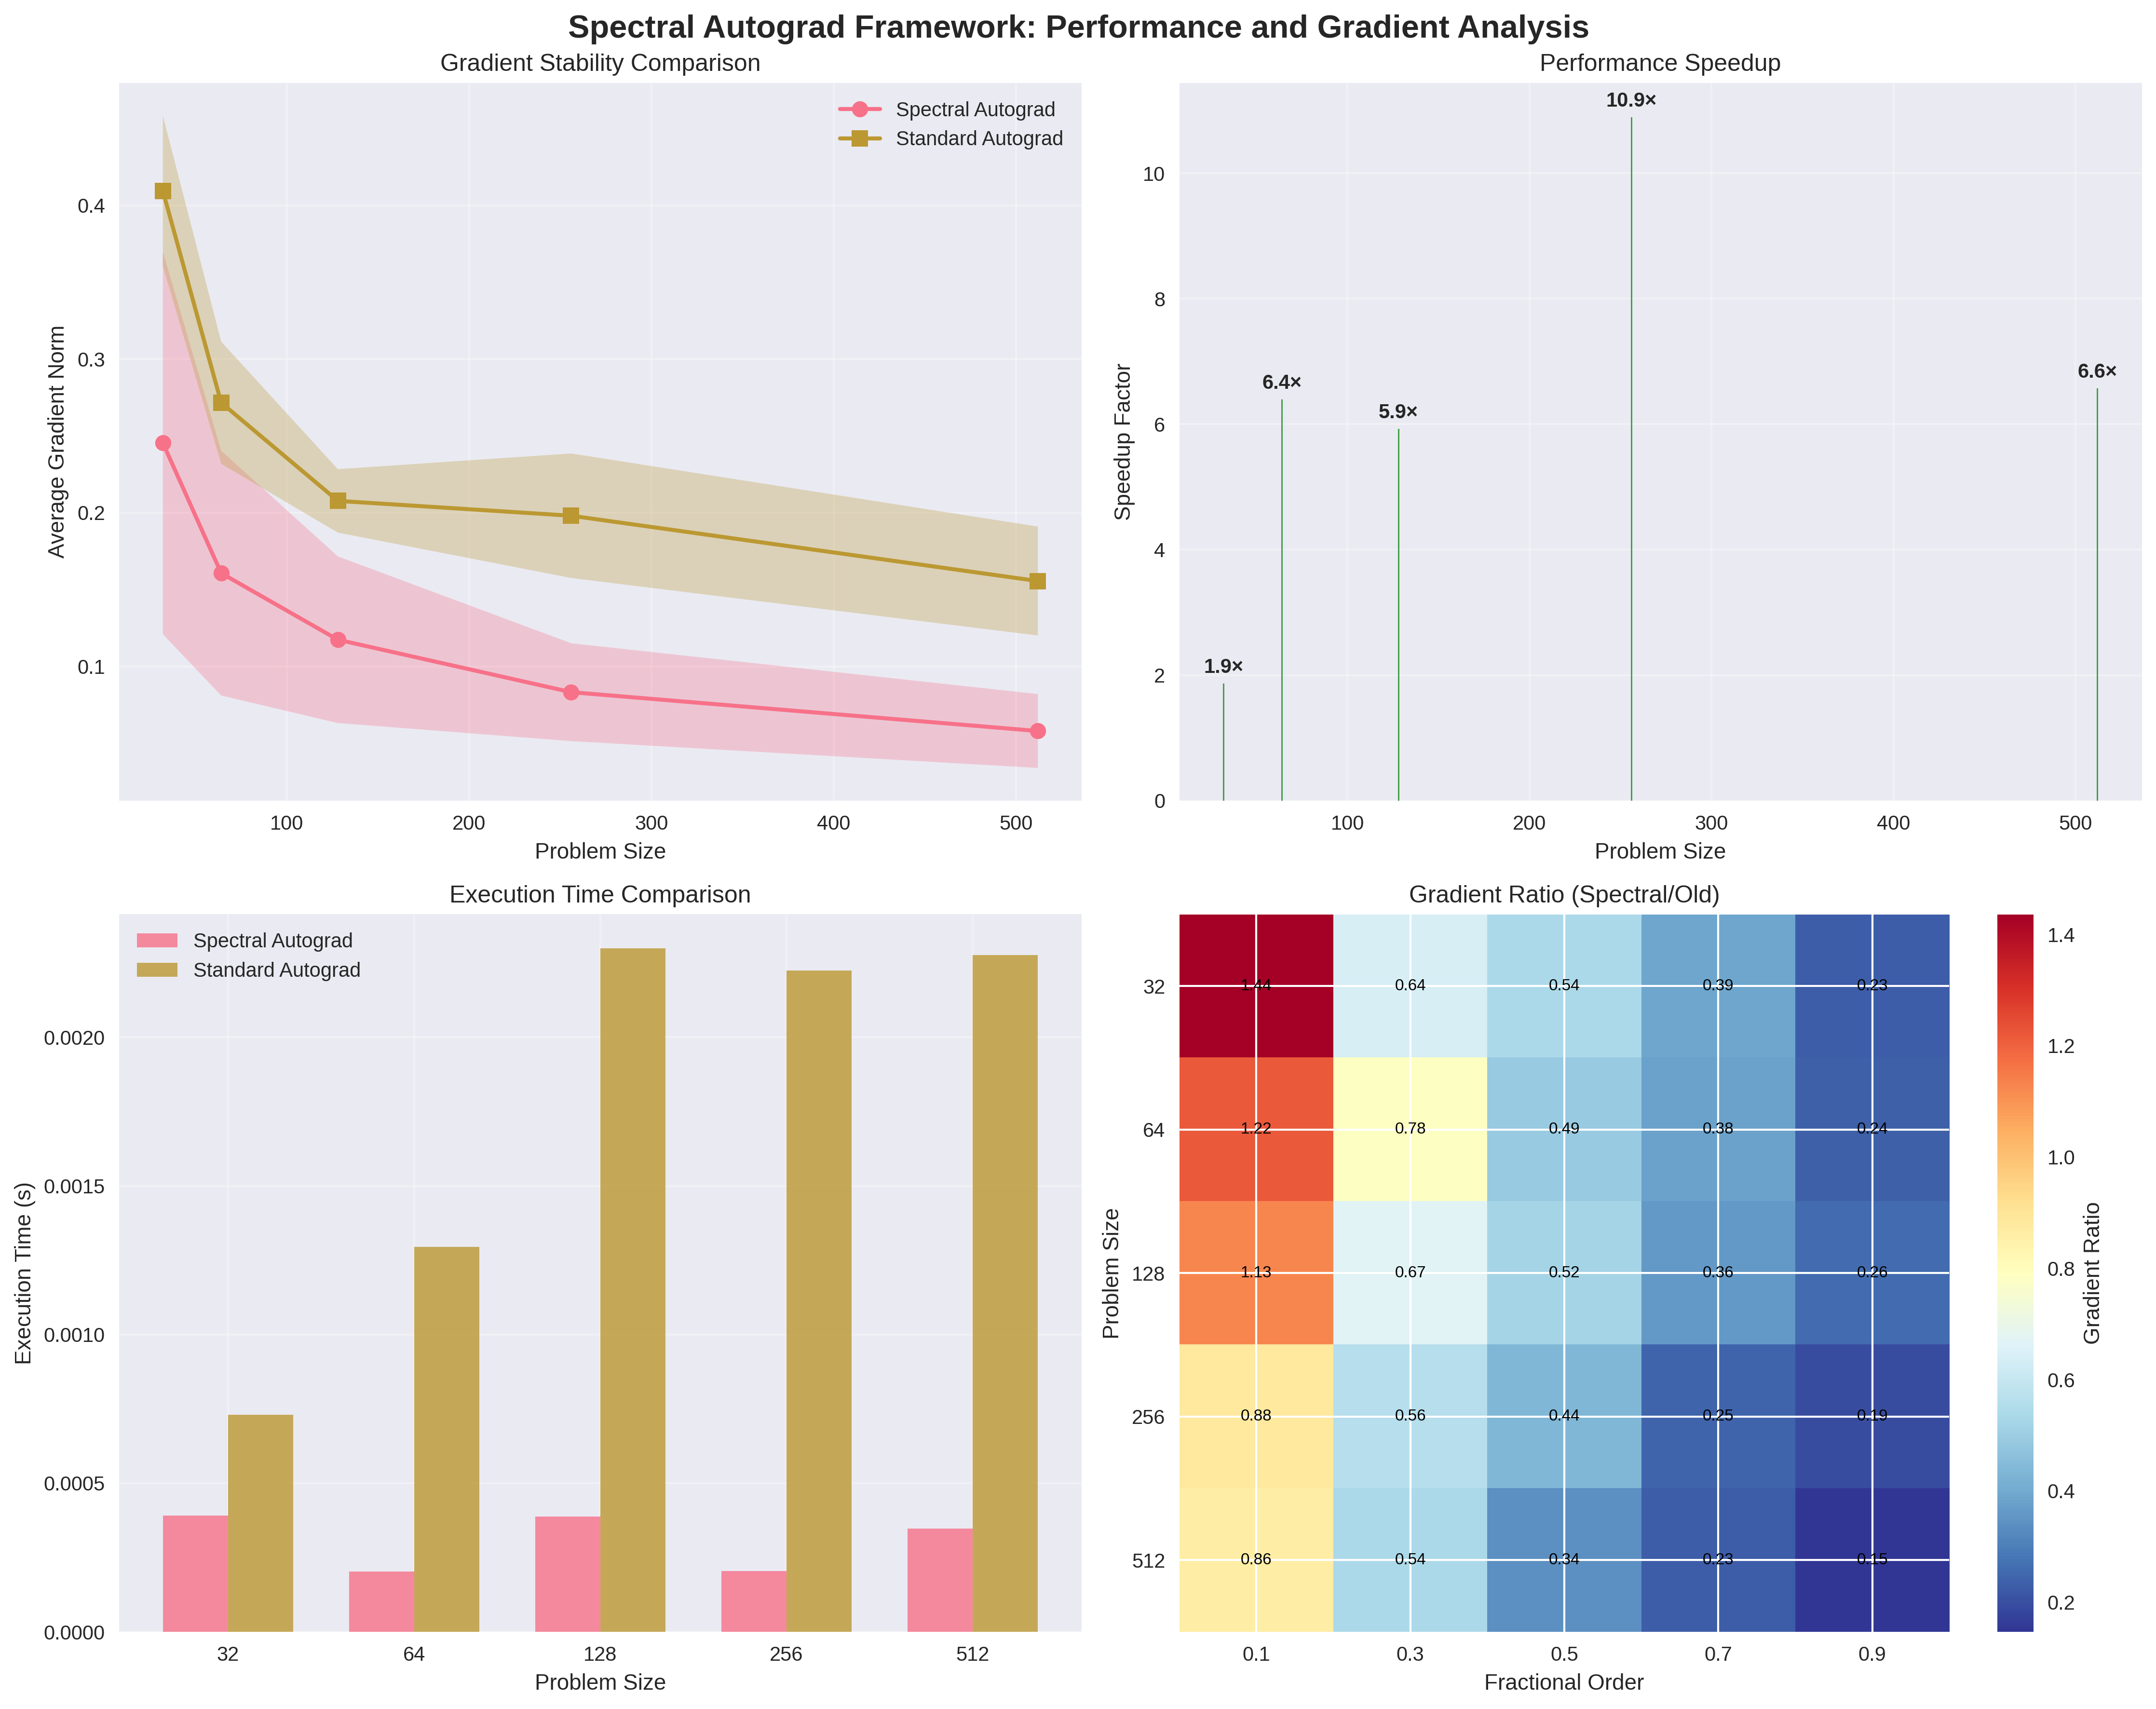 Spectral Autograd Framework: Performance and Gradient Analysis
Gradient Stability Comparison
Spectral Autograd
Standard Autograd
Average Gradient Norm
0.4
0.3
0.2
0.1
100 200 300 400 500
Problem Size
Performance Speedup
Speedup Factor
10
8
6
4
2
0
1.9×
6.4×
5.9×
10.9×
6.6×
100 200 300 400 500
Problem Size
Execution Time Comparison
Spectral Autograd
Standard Autograd
Execution Time (s)
0.0020
0.0015
0.0010
0.0005
0.0000
32 64 128 256 512
Problem Size
Gradient Ratio (Spectral/Old)
Problem Size
32 1.44 0.64 0.54 0.39 0.23
64 1.22 0.78 0.49 0.38 0.24
128 1.13 0.67 0.52 0.36 0.26
256 0.88 0.56 0.44 0.25 0.19
512 0.86 0.54 0.34 0.23 0.15
0.1 0.3 0.5 0.7 0.9
Fractional Order
1.4
1.2
1.0
0.8
0.6
0.4
0.2
Gradient Ratio